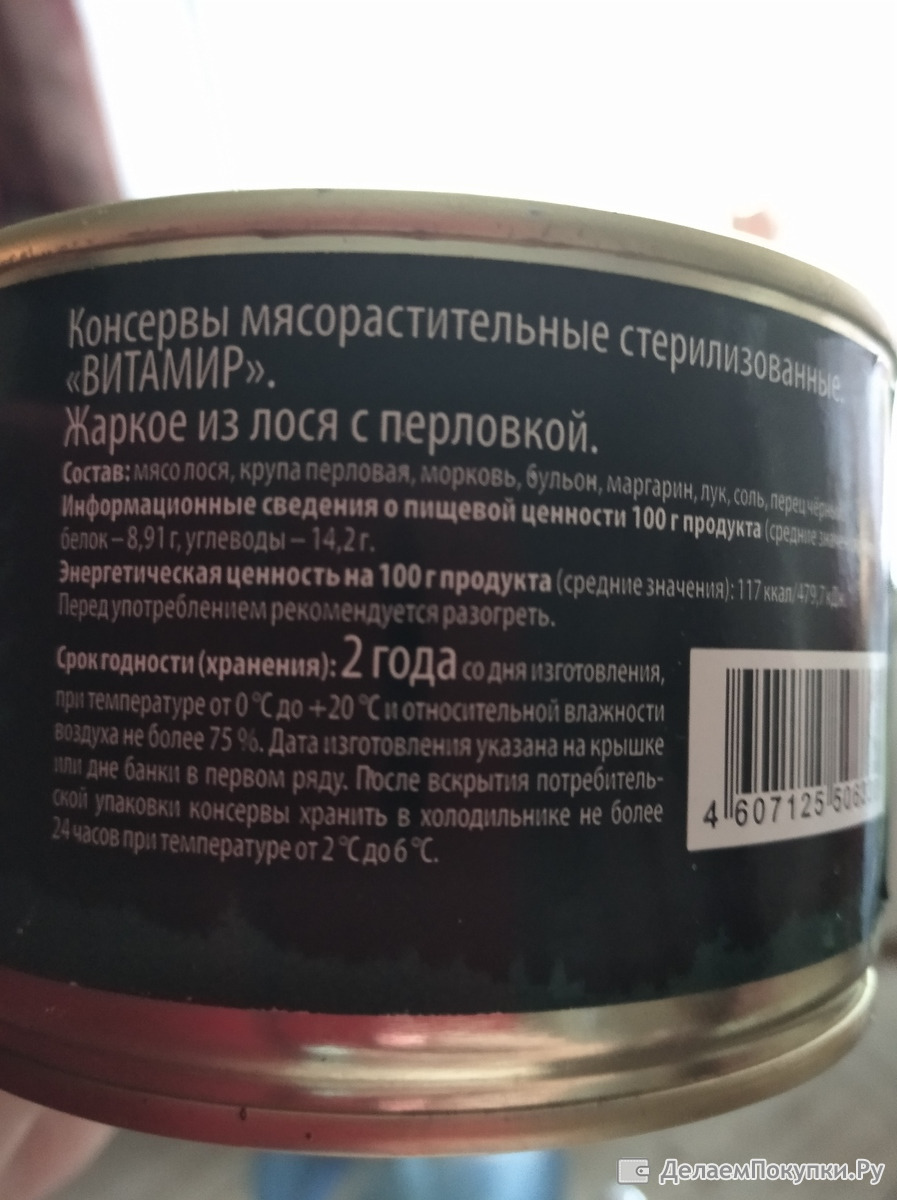 Консервы мясорастительные стерилизованные
«ВИТАМИР».
Жаркое из лося с перловкой.
Состав: мясо лося, крупа перловая, морковь, бульон, маргарин, лук, соль, перец
Информационные сведения о пищевой ценности 100 г продукта (средние
белок – 8,91 г, углеводы – 14,2 г.
Энергетическая ценность на 100 г продукта (средние значения): 117 ккал/479,7 кДж.
Перед употреблением рекомендуется разогреть.
Срок годности (хранения): 2 года со дня изготовления,
при температуре от 0 °С до +20 °С и относительной влажности
воздуха не более 75 %. Дата изготовления указана на крышке
или дне банки в первом ряду. После вскрытия потребитель-
ской упаковки консервы хранить в холодильнике не более
24 часов при температуре от 2 °С до 6 °С.
4 607125
ДелаемПокупки.Ру